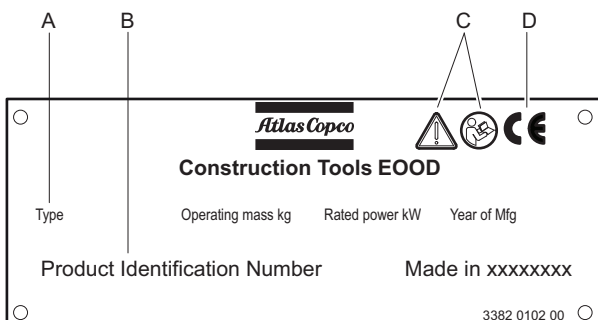 A B C D
Atlas Copco
Construction Tools EOOD
Type Operating mass kg Rated power kW Year of Mfg
Product Identification Number Made in xxxxxxxx
3382 0102 00